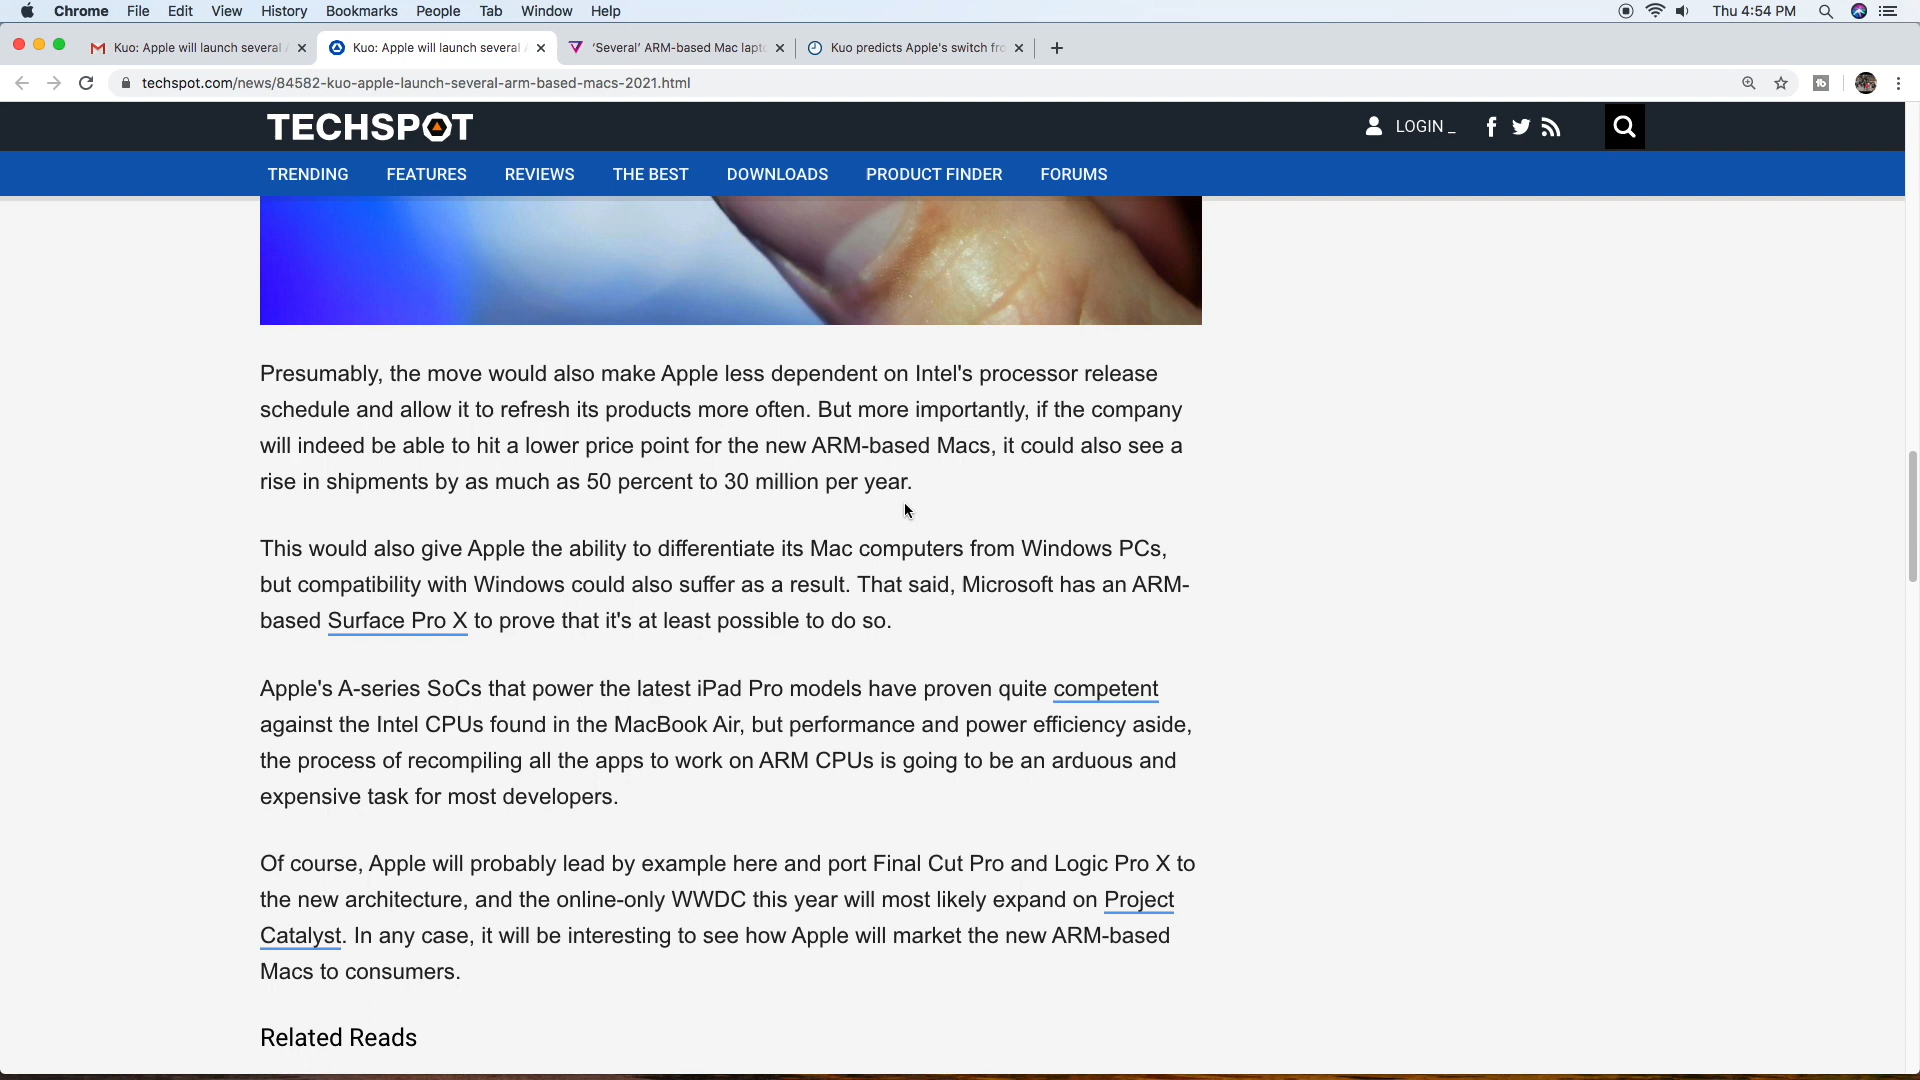 Chrome File Edit View History Bookmarks People Tab Window Help Thu 4:54 PM
Kuo: Apple will launch several Kuo: Apple will launch several 'Several' ARM-based Mac lapt Kuo predicts Apple's switch fr
techspot.com/news/84582-kuo-apple-launch-several-arm-based-macs-2021.html
TECHSPOT LOGIN _
TRENDING FEATURES REVIEWS THE BEST DOWNLOADS PRODUCT FINDER FORUMS
Presumably, the move would also make Apple less dependent on Intel's processor release
schedule and allow it to refresh its products more often. But more importantly, if the company
will indeed be able to hit a lower price point for the new ARM-based Macs, it could also see a
rise in shipments by as much as 50 percent to 30 million per year.
This would also give Apple the ability to differentiate its Mac computers from Windows PCs,
but compatibility with Windows could also suffer as a result. That said, Microsoft has an ARM-
based Surface Pro X to prove that it's at least possible to do so.
Apple's A-series SoCs that power the latest iPad Pro models have proven quite competent
against the Intel CPUs found in the MacBook Air, but performance and power efficiency aside,
the process of recompiling all the apps to work on ARM CPUs is going to be an arduous and
expensive task for most developers.
Of course, Apple will probably lead by example here and port Final Cut Pro and Logic Pro X to
the new architecture, and the online-only WWDC this year will most likely expand on Project
Catalyst. In any case, it will be interesting to see how Apple will market the new ARM-based
Macs to consumers.
Related Reads